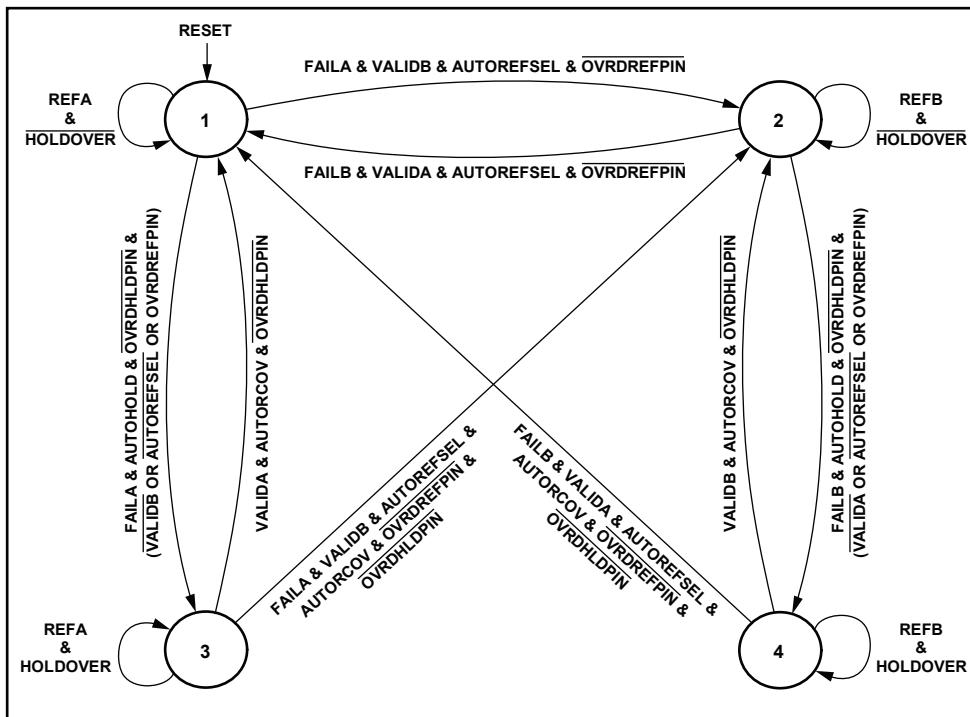 RESET
FAILA & VALIDB & AUTOREFSEL & OVRDREFPIN
REFA
&
HOLDOVER
1
2
REFB
&
HOLDOVER
FAILB & VALIDA & AUTOREFSEL & OVRDREFPIN
FAILA & AUTOHOLD & OVRDHLDPIN &
(VALIDB OR AUTOREFSEL OR OVRDREFPIN)
VALIDA & AUTORCOV & OVRDHLDPIN
VALIDB & AUTORCOV & OVRDHLDPIN
FAILB & AUTOHOLD & OVRDHLDPIN &
(VALIDA OR AUTOREFSEL OR OVRDREFPIN)
FAILA & VALIDB & AUTOREFSEL &
AUTORCOV & OVRDREFPIN &
OVRDHLDPIN
FAILB & VALIDA & AUTOREFSEL &
AUTORCOV & OVRDREFPIN &
OVRDHLDPIN
REFA
&
HOLDOVER
3
4
REFB
&
HOLDOVER